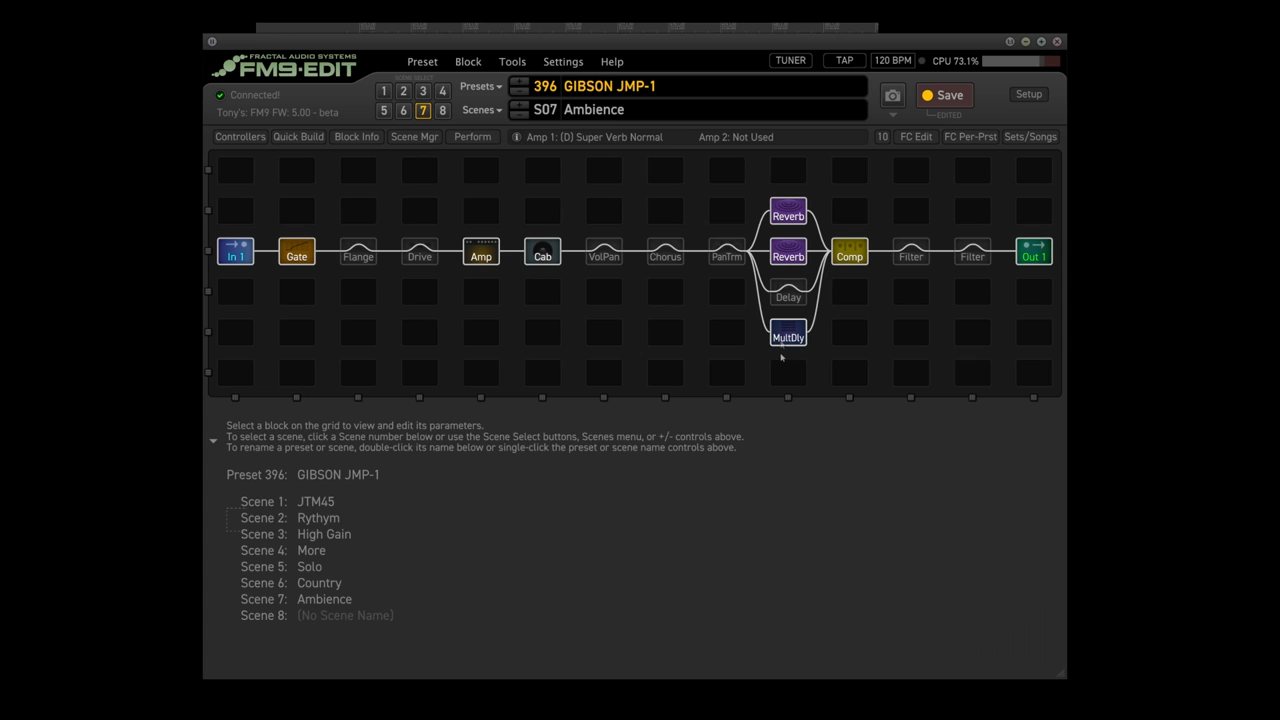 FRACTAL AUDIO SYSTEMS
FM9-EDIT
Preset Block Tools Settings Help
TUNER TAP 120 BPM CPU 73.1%
SCENE SELECT
1 2 3 4
5 6 7 8
Presets 396 GIBSON JMP-1
Scenes S07 Ambience
Connected!
Tony's: FM9 FW: 5.00 - beta
Save
EDITED
Setup
Controllers Quick Build Block Info Scene Mgr Perform Amp 1: (D) Super Verb Normal Amp 2: Not Used 10 FC Edit FC Per-Prst Sets/Songs
Reverb
In 1 Gate Flange Drive Amp Cab VolPan Chorus PanTrm Reverb Comp Filter Filter Out 1
Delay
MultDly
Select a block on the grid to view and edit its parameters.
To select a scene, click a Scene number below or use the Scene Select buttons, Scenes menu, or +/- controls above.
To rename a preset or scene, double-click its name below or single-click the preset or scene name controls above.
Preset 396: GIBSON JMP-1
Scene 1: JTM45
Scene 2: Rythym
Scene 3: High Gain
Scene 4: More
Scene 5: Solo
Scene 6: Country
Scene 7: Ambience
Scene 8: (No Scene Name)